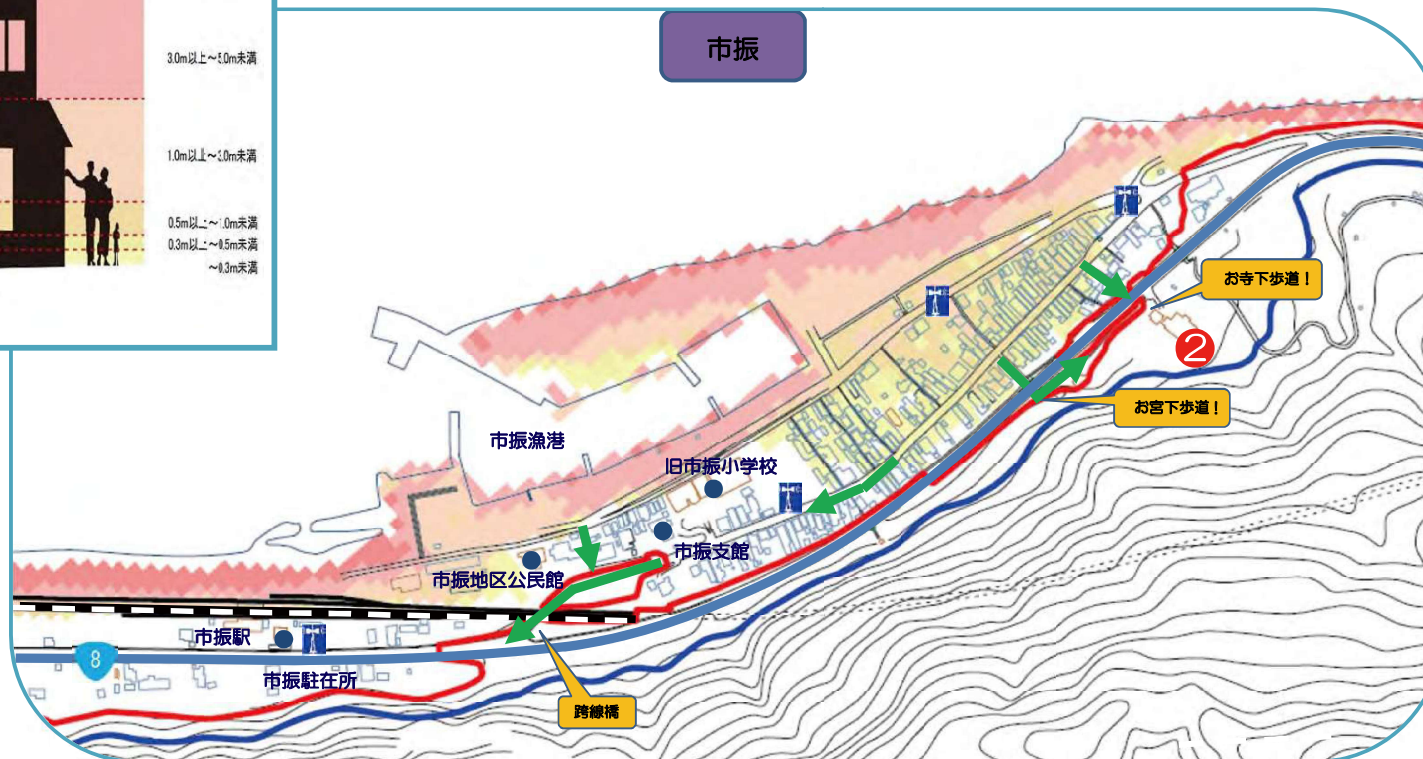 3.0m以上～5.0m未満
1.0m以上～3.0m未満
0.5m以上～1.0m未満
0.3m以上～0.5m未満
～0.3m未満
市振
お寺下歩道！
2
お宮下歩道！
市振漁港
旧市振小学校
市振支館
市振地区公民館
市振駅
8
市振駐在所
跨線橋